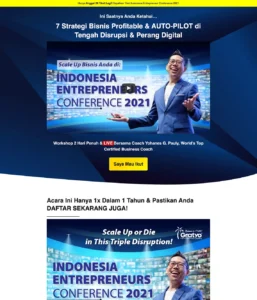 Ini Saatnya Anda Ketahui...
7 Strategi Bisnis Profitable & AUTO-PILOT di
Tengah Disrupsi & Perang Digital
Scale Up Bisnis Anda di:
INDONESIA
ENTREPRENEURS
CONFERENCE 2021
Workshop 2 Hari Penuh & LIVE Bersama Coach Yohanes G. Pauly, World's Top
Certified Business Coach
Saya Mau Ikut!
Acara Ini Hanya 1x Dalam 1 Tahun & Pastikan Anda
DAFTAR SEKARANG JUGA!
Scale Up or Die
in This Triple Disruption!
Gratyo
INDONESIA
ENTREPRENEURS
CONFERENCE 2021